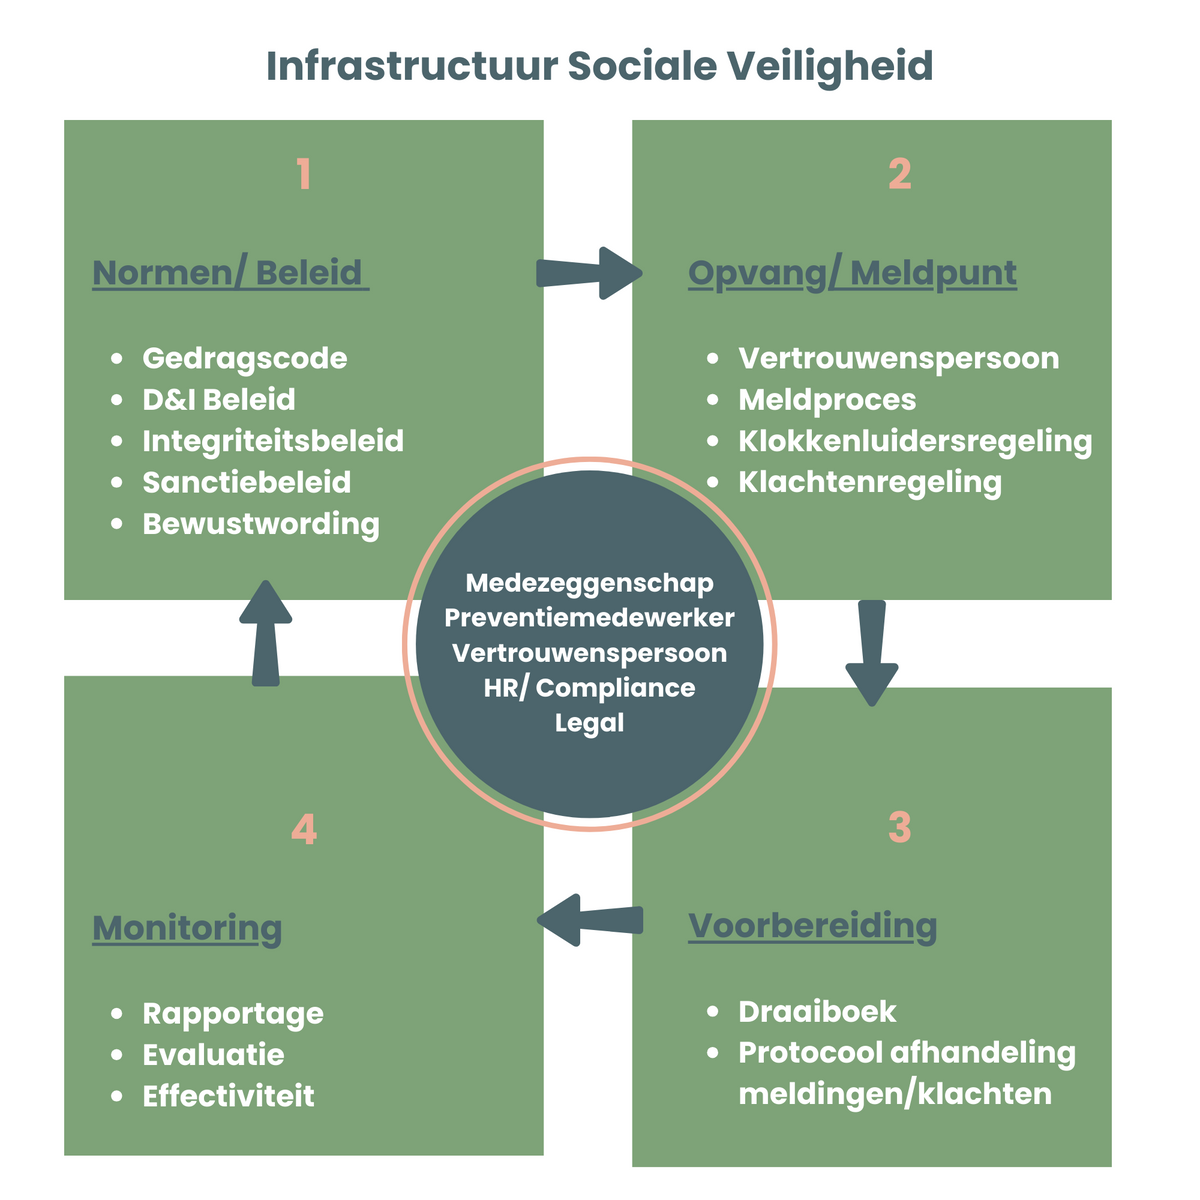 Infrastructuur Sociale Veiligheid
1
Normen/ Beleid
• Gedragscode
• D&I Beleid
• Integriteitsbeleid
• Sanctiebeleid
• Bewustwording
2
Opvang/ Meldpunt
• Vertrouwenspersoon
• Meldproces
• Klokkenluidersregeling
• Klachtenregeling
Medezeggenschap
Preventiemedewerker
Vertrouwenspersoon
HR/ Compliance
Legal
3
Voorbereiding
• Draaiboek
• Protocool afhandeling
meldingen/klachten
4
Monitoring
• Rapportage
• Evaluatie
• Effectiviteit